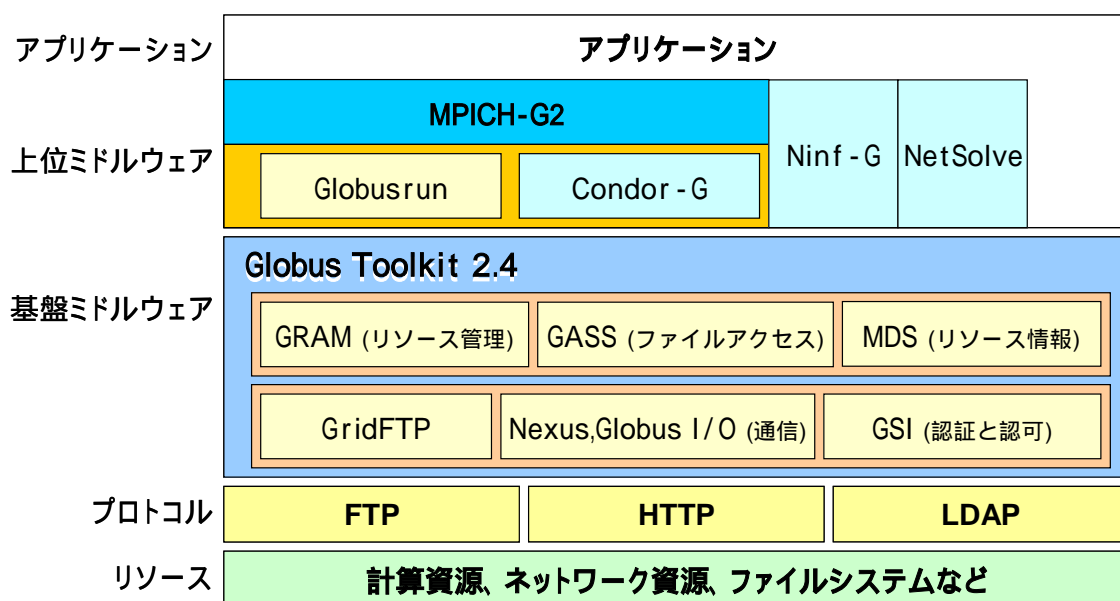 アプリケーション
アプリケーション
上位ミドルウェア
MPICH-G2
Globusrun
Condor-G
Ninf-G
NetSolve
基盤ミドルウェア
Globus Toolkit 2.4
GRAM (リソース管理)
GASS (ファイルアクセス)
MDS (リソース情報)
GridFTP
Nexus,Globus I/O (通信)
GSI (認証と認可)
プロトコル
FTP
HTTP
LDAP
リソース
計算資源、ネットワーク資源、ファイルシステムなど